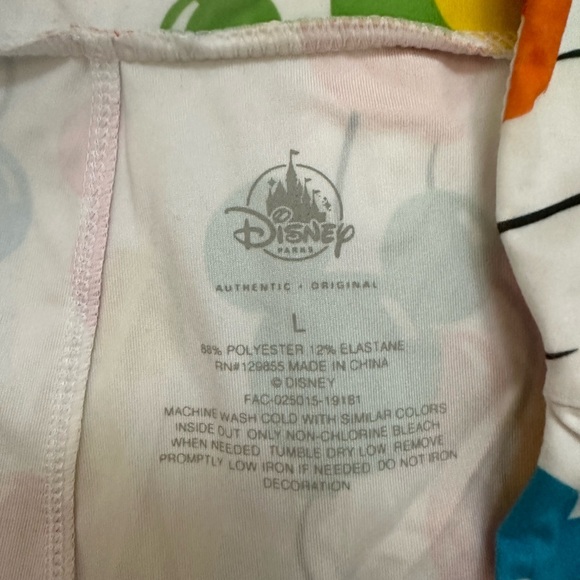 Disney
PARKS
AUTHENTIC • ORIGINAL
L
88% POLYESTER 12% ELASTANE
RN#129855 MADE IN CHINA
© DISNEY
FAC-025015-19181
MACHINE WASH COLD WITH SIMILAR COLORS
INSIDE OUT ONLY NON-CHLORINE BLEACH
WHEN NEEDED TUMBLE DRY LOW REMOVE
PROMPTLY LOW IRON IF NEEDED DO NOT IRON
DECORATION